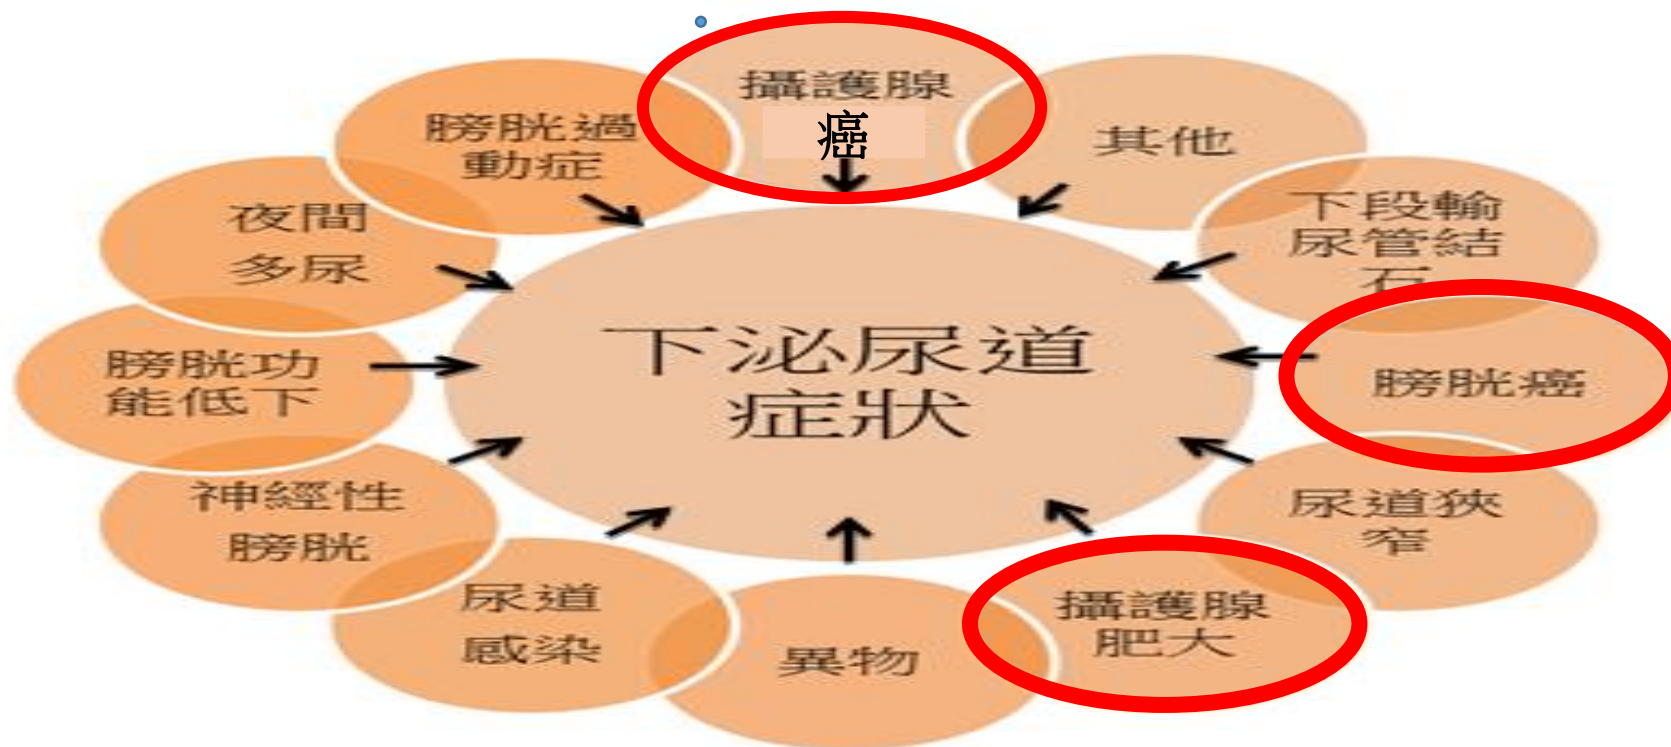 攝護腺
癌
其他
下段輸
尿管結
石
膀胱癌
尿道狹
窄
攝護腺
肥大
異物
尿道
感染
神經性
膀胱
膀胱功
能低下
夜間
多尿
膀胱過
動症
下泌尿道
症狀